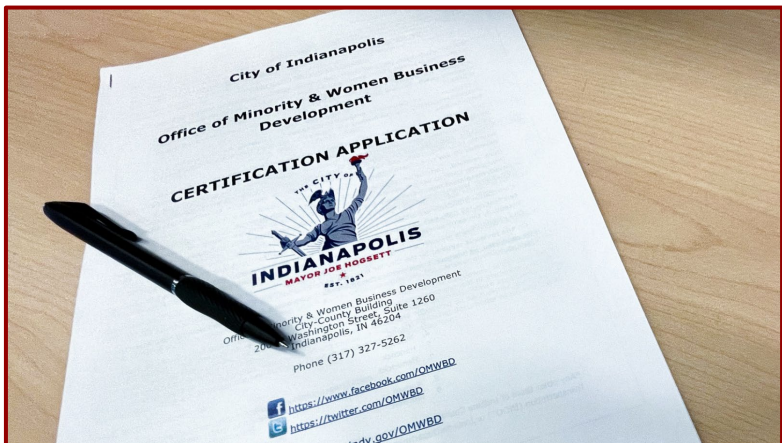 City of Indianapolis
Office of Minority & Women Business
Development
CERTIFICATION APPLICATION
THE CITY OF
INDIANAPOLIS
MAYOR JOE HOGSETT
EST. 1821
Minority & Women Business Development
City-County Building
Washington Street, Suite 1260
Indianapolis, IN 46204
Phone (317) 327-5262
https://www.facebook.com/OMWBD
https://twitter.com/OMWBD
.gov/OMWBD